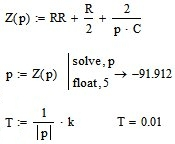 Z(p) := RR + R/2 + 2/(p · C)
p := Z(p) | solve, p
float, 5 → -91.912
T := 1/|p| · k T = 0.01